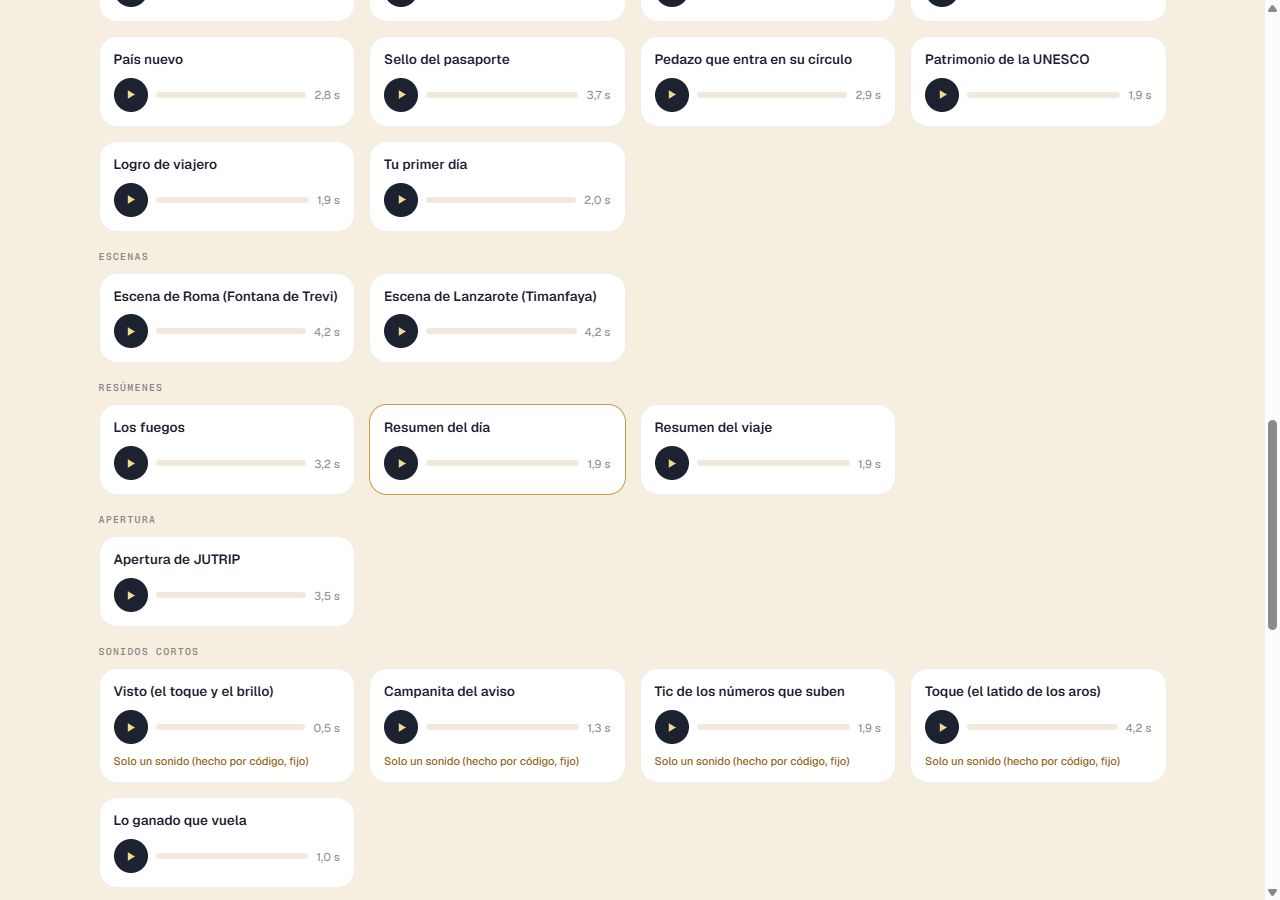 País nuevo
2,8 s
Sello del pasaporte
3,7 s
Pedazo que entra en su círculo
2,9 s
Patrimonio de la UNESCO
1,9 s
Logro de viajero
1,9 s
Tu primer día
2,0 s
ESCENAS
Escena de Roma (Fontana de Trevi)
4,2 s
Escena de Lanzarote (Timanfaya)
4,2 s
RESÚMENES
Los fuegos
3,2 s
Resumen del día
1,9 s
Resumen del viaje
1,9 s
APERTURA
Apertura de JUTRIP
3,5 s
SONIDOS CORTOS
Visto (el toque y el brillo)
0,5 s
Solo un sonido (hecho por código, fijo)
Campanita del aviso
1,3 s
Solo un sonido (hecho por código, fijo)
Tic de los números que suben
1,9 s
Solo un sonido (hecho por código, fijo)
Toque (el latido de los aros)
4,2 s
Solo un sonido (hecho por código, fijo)
Lo ganado que vuela
1,0 s